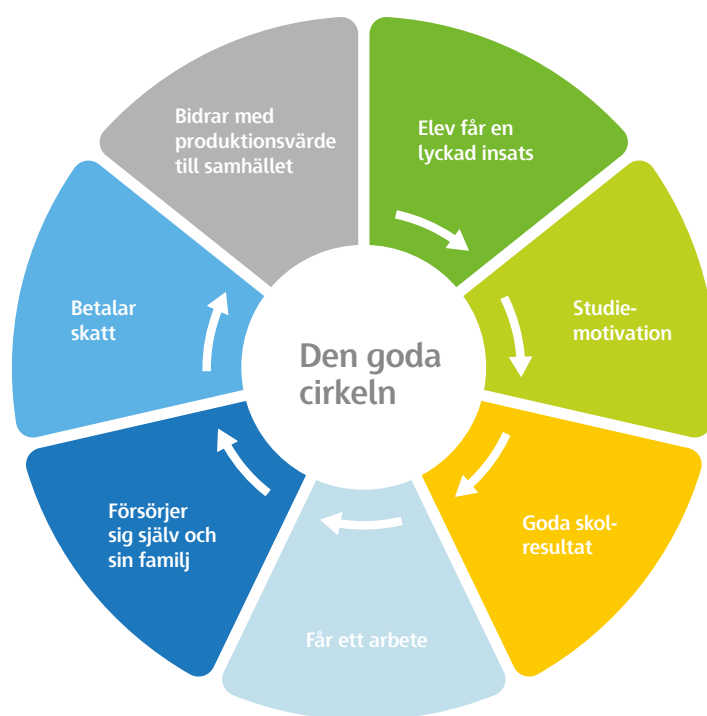 Den goda
cirkeln
Elev får en
lyckad insats
Studie-
motivation
Goda skol-
resultat
Får ett arbete
Försörjer
sig själv och
sin familj
Betalar
skatt
Bidrar med
produktionsvärde
till samhället